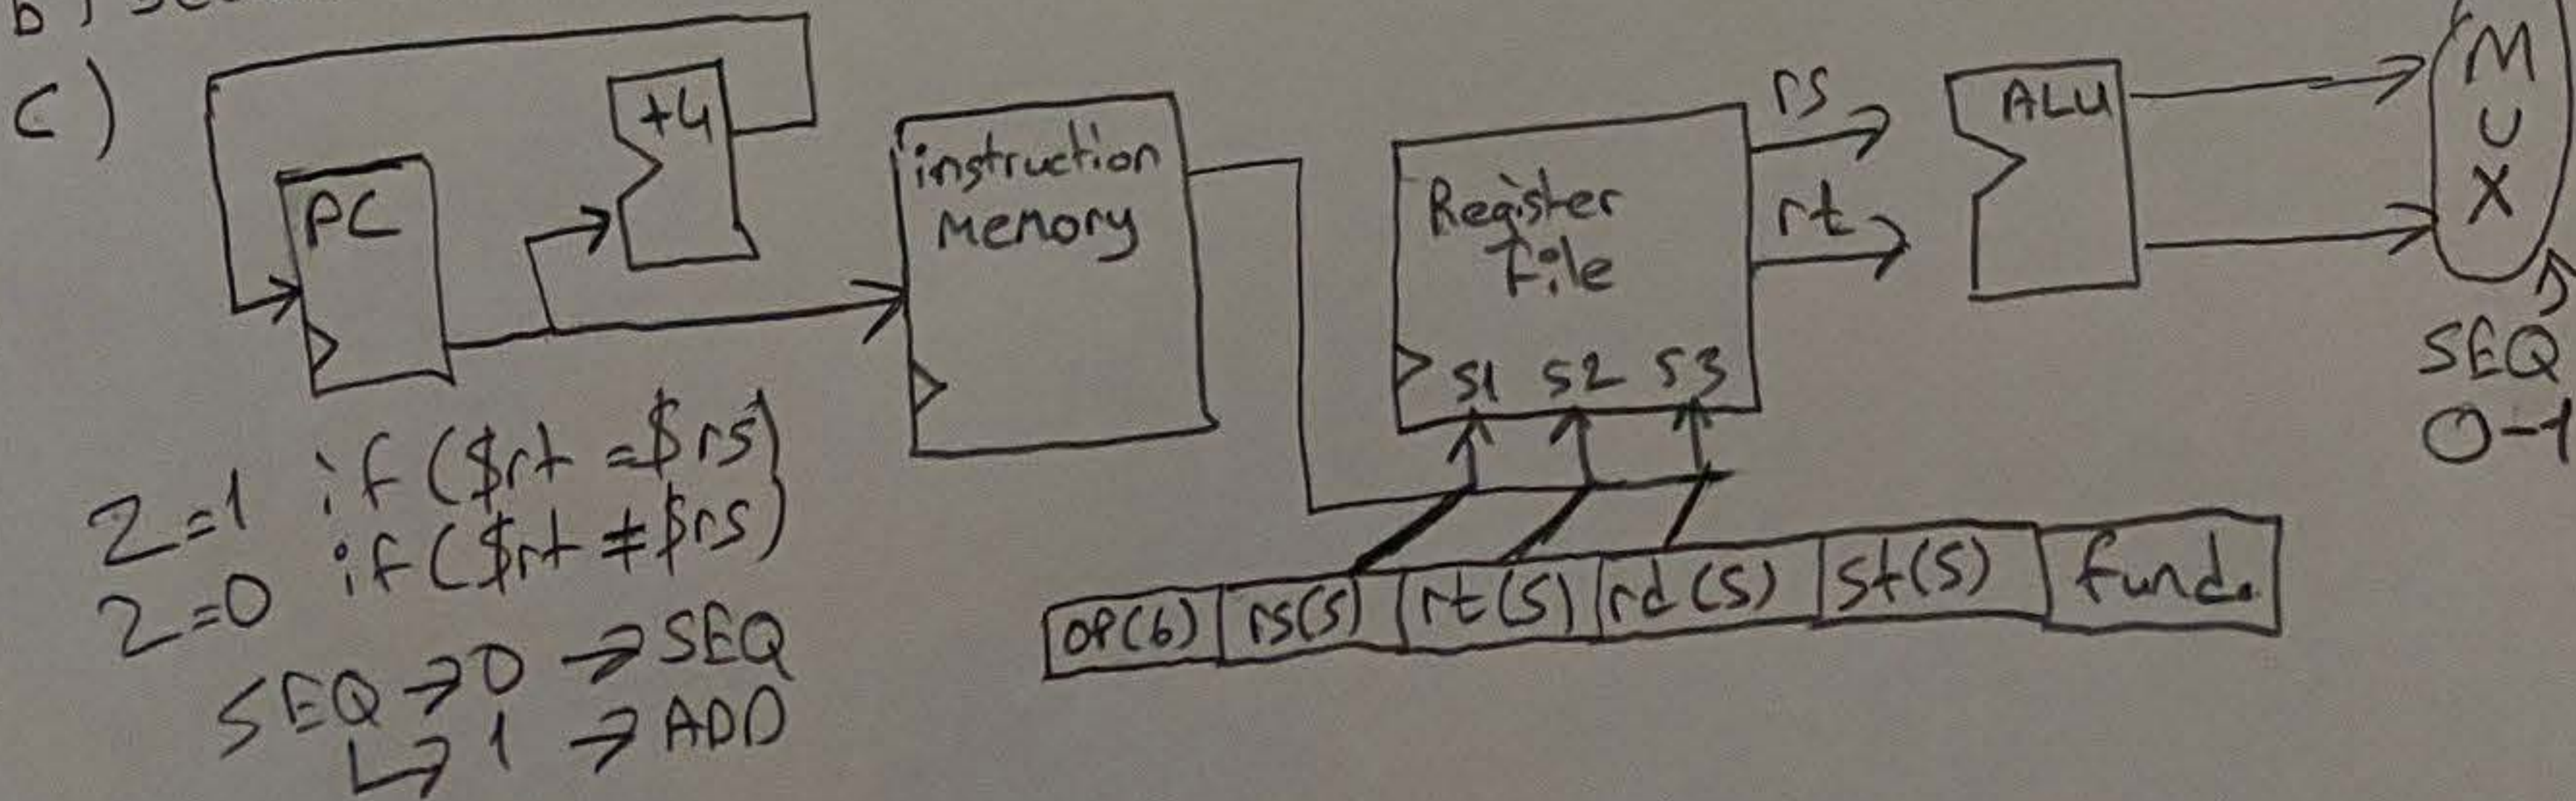 b)
c)
+4
PC
instruction
Memory
Register
File
S1 S2 S3
rs
rt
ALU
M
U
X
SEQ
0-1
Z=1 if ($rt =$rs)
Z=0 if ($rt ≠ $rs)
SEQ → 0 → SEQ
↳ 1 → ADD
OP(6) rs(5) rt(5) rd(5) st(5) fund.